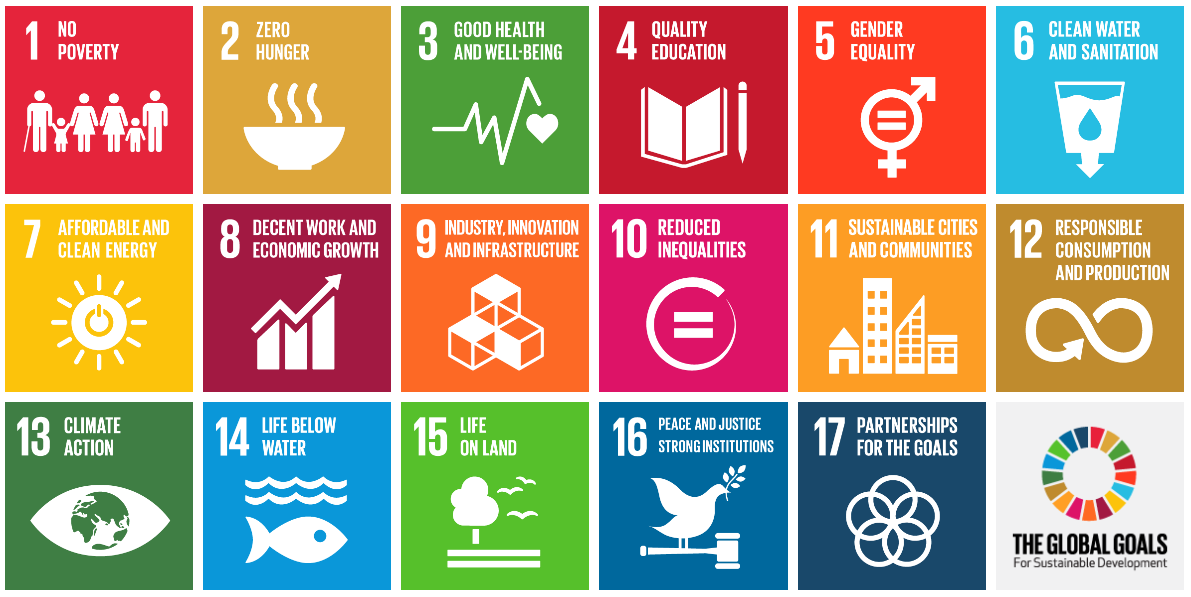 1 NO
POVERTY
2 ZERO
HUNGER
3 GOOD HEALTH
AND WELL-BEING
4 QUALITY
EDUCATION
5 GENDER
EQUALITY
6 CLEAN WATER
AND SANITATION
7 AFFORDABLE AND
CLEAN ENERGY
8 DECENT WORK AND
ECONOMIC GROWTH
9 INDUSTRY, INNOVATION
AND INFRASTRUCTURE
10 REDUCED
INEQUALITIES
11 SUSTAINABLE CITIES
AND COMMUNITIES
12 RESPONSIBLE
CONSUMPTION
AND PRODUCTION
13 CLIMATE
ACTION
14 LIFE BELOW
WATER
15 LIFE
ON LAND
16 PEACE AND JUSTICE
STRONG INSTITUTIONS
17 PARTNERSHIPS
FOR THE GOALS
THE GLOBAL GOALS
For Sustainable Development